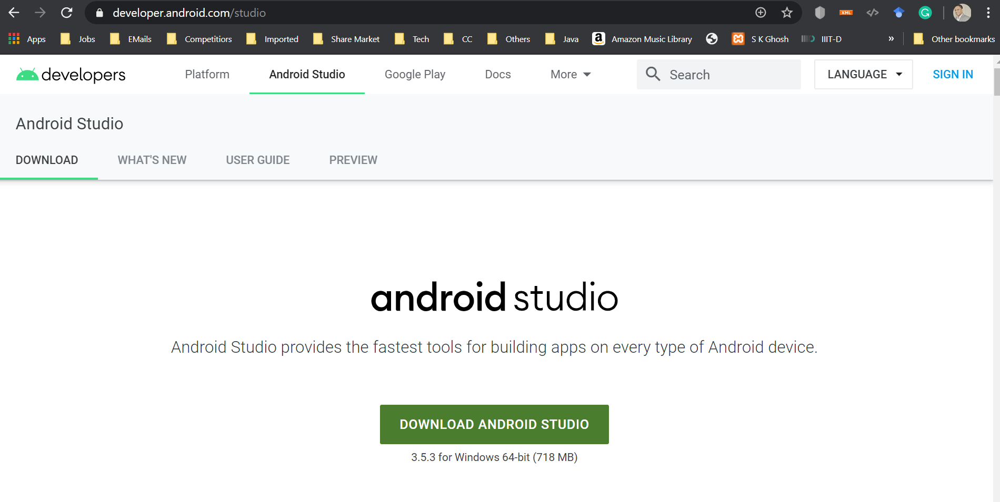 developer.android.com/studio
XML
G
Apps Jobs EMails Competitiors Imported Share Market Tech CC Others Java a Amazon Music Library S K Ghosh IIIT-D » Other bookmarks
developers Platform Android Studio Google Play Docs More Search LANGUAGE SIGN IN
Android Studio
DOWNLOAD WHAT'S NEW USER GUIDE PREVIEW
android studio
Android Studio provides the fastest tools for building apps on every type of Android device.
DOWNLOAD ANDROID STUDIO
3.5.3 for Windows 64-bit (718 MB)